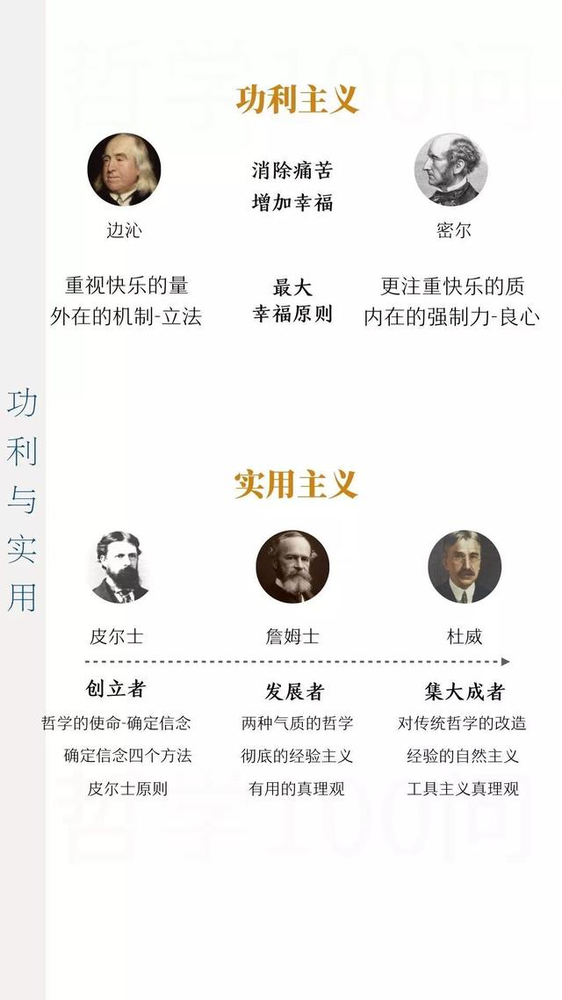 哲学100问
功利主义
消除痛苦
增加幸福
边沁
密尔
重视快乐的量
外在的机制-立法
最大
幸福原则
更注重快乐的质
内在的强制力-良心
功利与实用
实用主义
皮尔士
詹姆士
杜威
创立者
发展者
集大成者
哲学的使命-确定信念
两种气质的哲学
对传统哲学的改造
确定信念四个方法
彻底的经验主义
经验的自然主义
皮尔士原则
有用的真理观
工具主义真理观
哲学100问